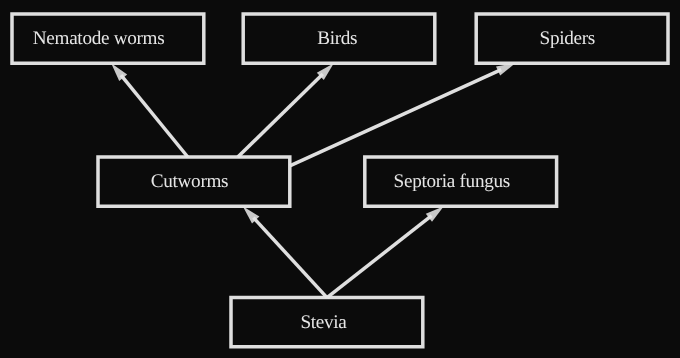 Nematode worms
Birds
Spiders
Cutworms
Septoria fungus
Stevia